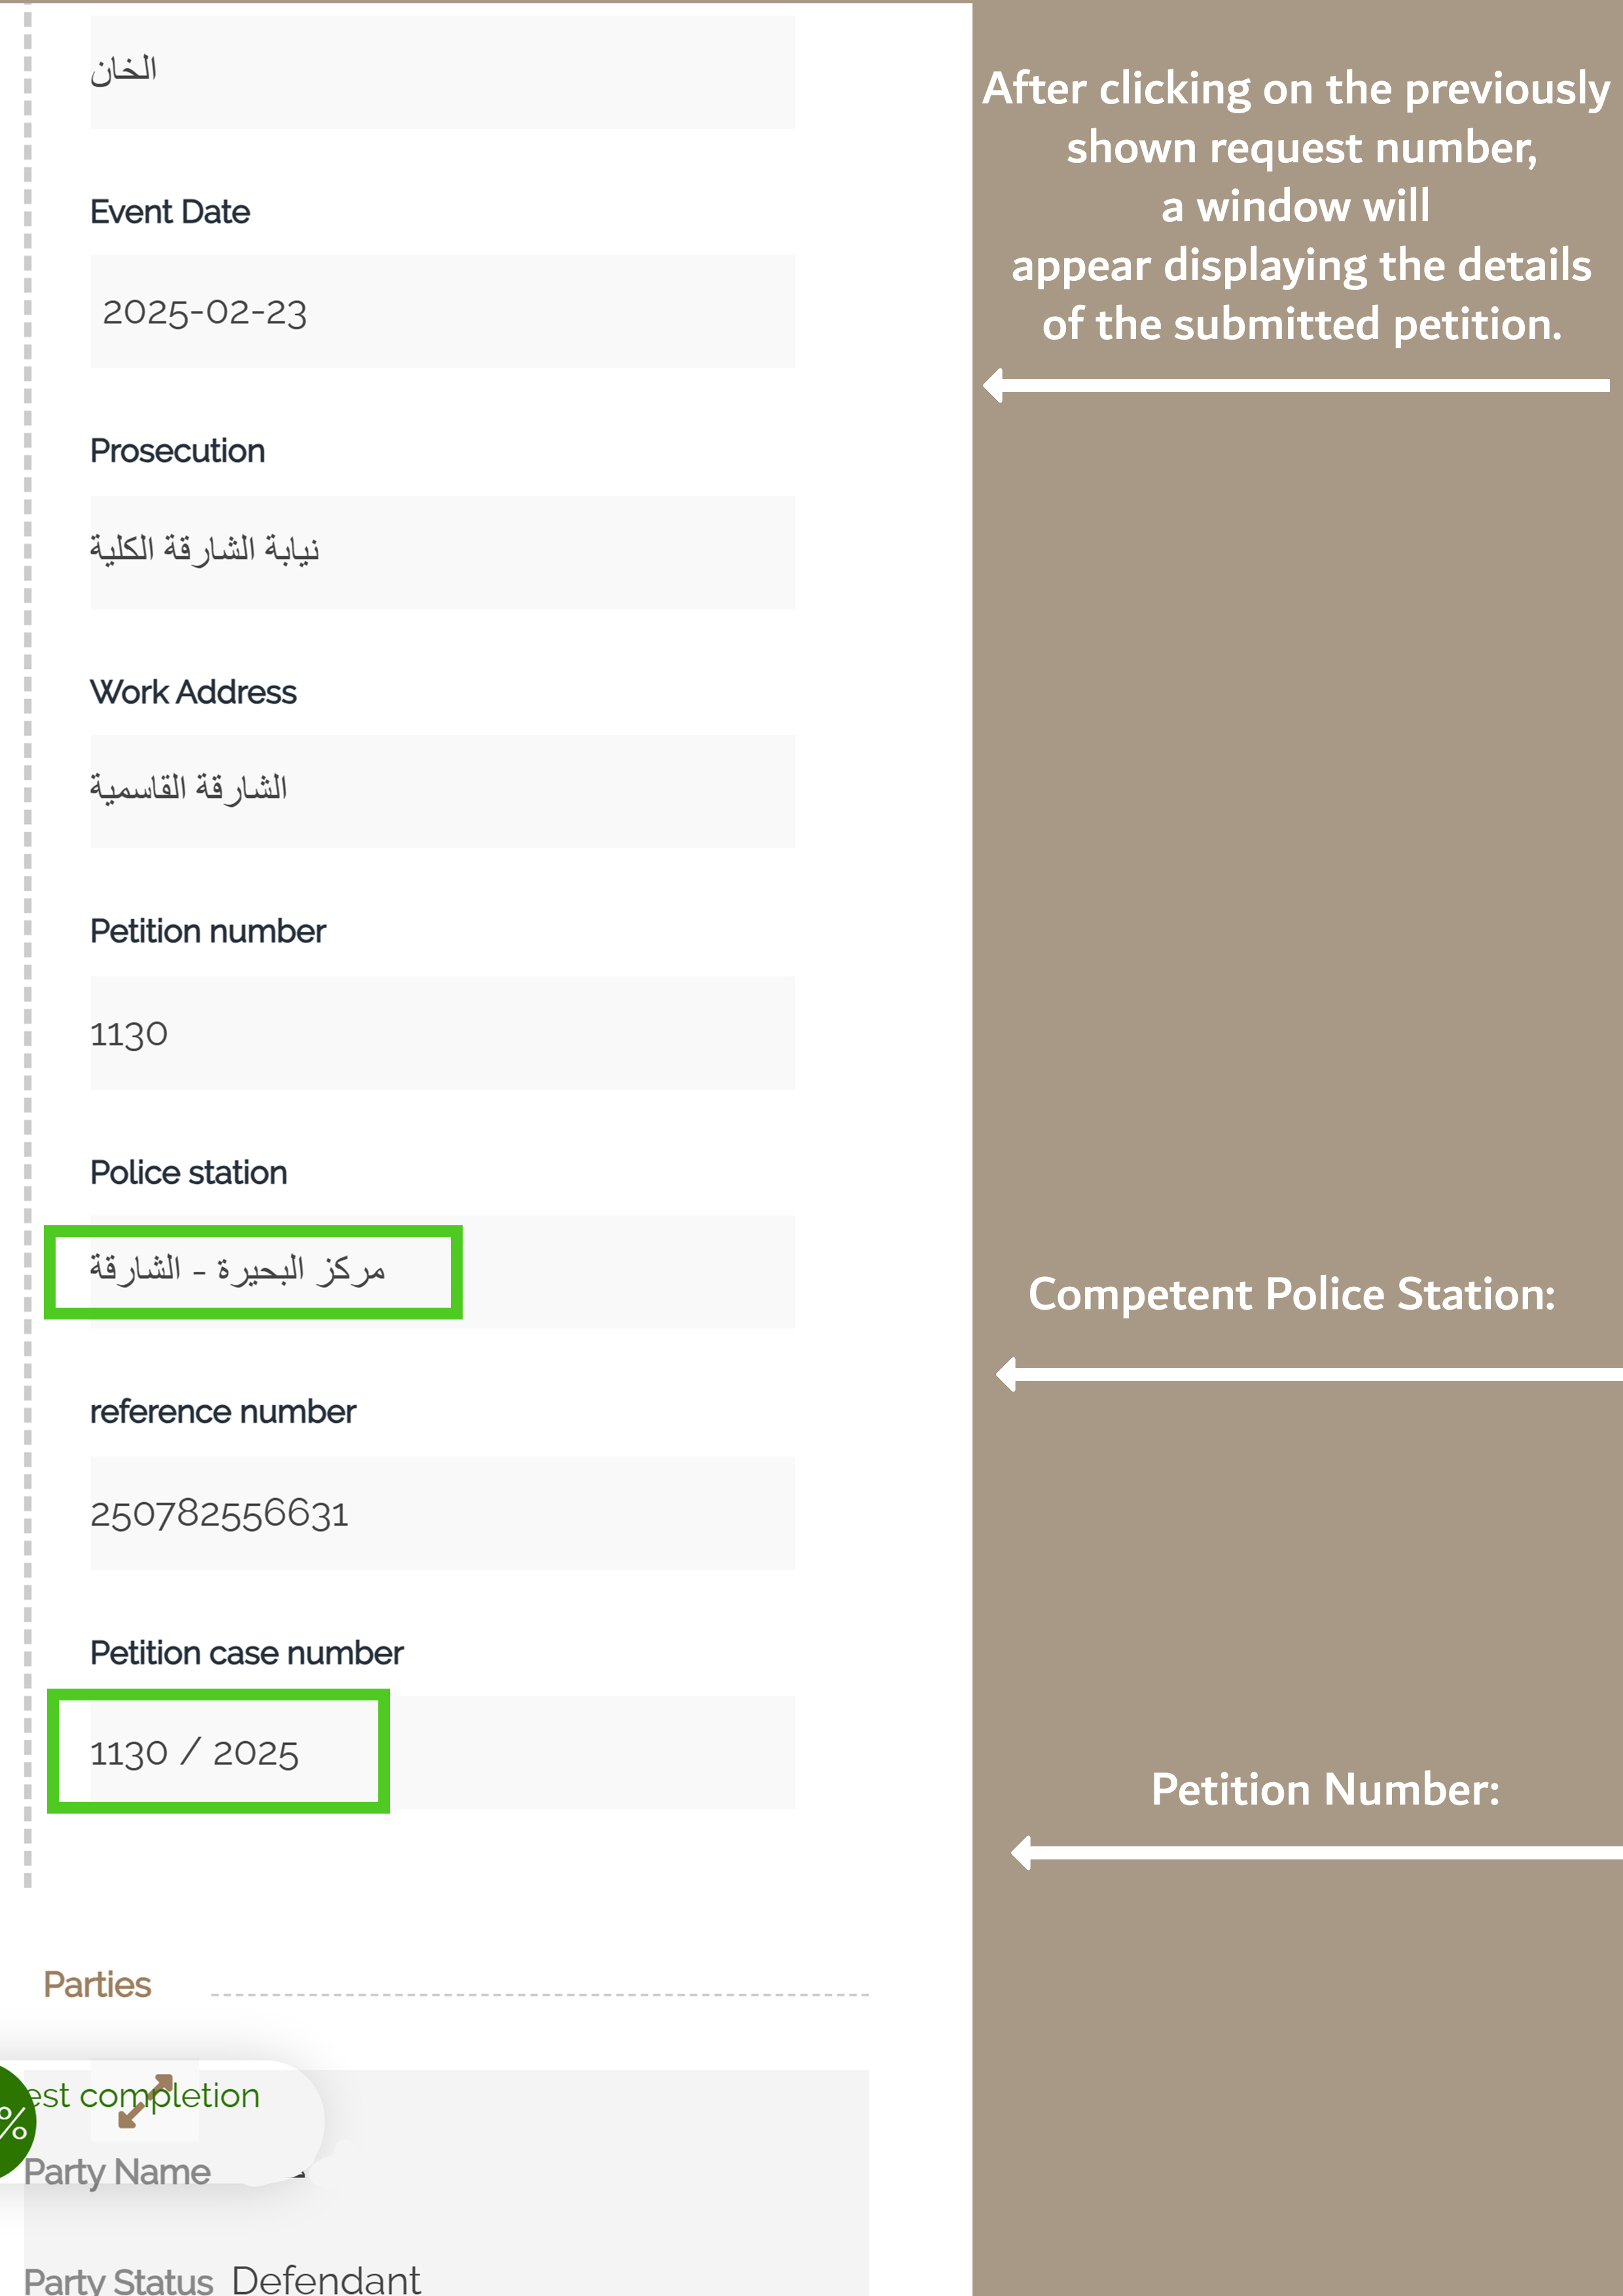 الخان
Event Date
2025-02-23
Prosecution
نيابة الشارقة الكلية
Work Address
الشارقة القاسمية
Petition number
1130
Police station
مركز البحيرة - الشارقة
reference number
250782556631
Petition case number
1130 / 2025
Parties
est completion
%
Party Name
Party Status Defendant
After clicking on the previously
shown request number,
a window will
appear displaying the details
of the submitted petition.
Competent Police Station:
Petition Number: